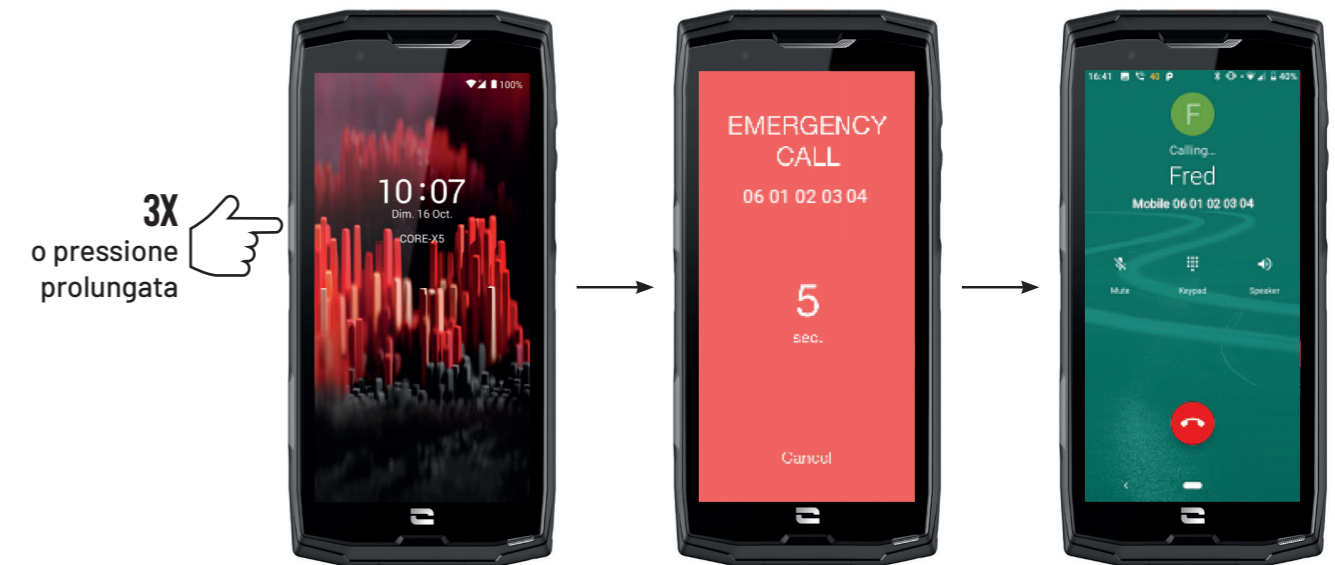 3X
o pressione
prolungata
100%
10:07
Dim. 16 Oct.
CORE-X5
EMERGENCY
CALL
06 01 02 03 04
5
sec.
Cancel
16:41 40 40%
F
Calling...
Fred
Mobile 06 01 02 03 04
Mute Keypad Speaker